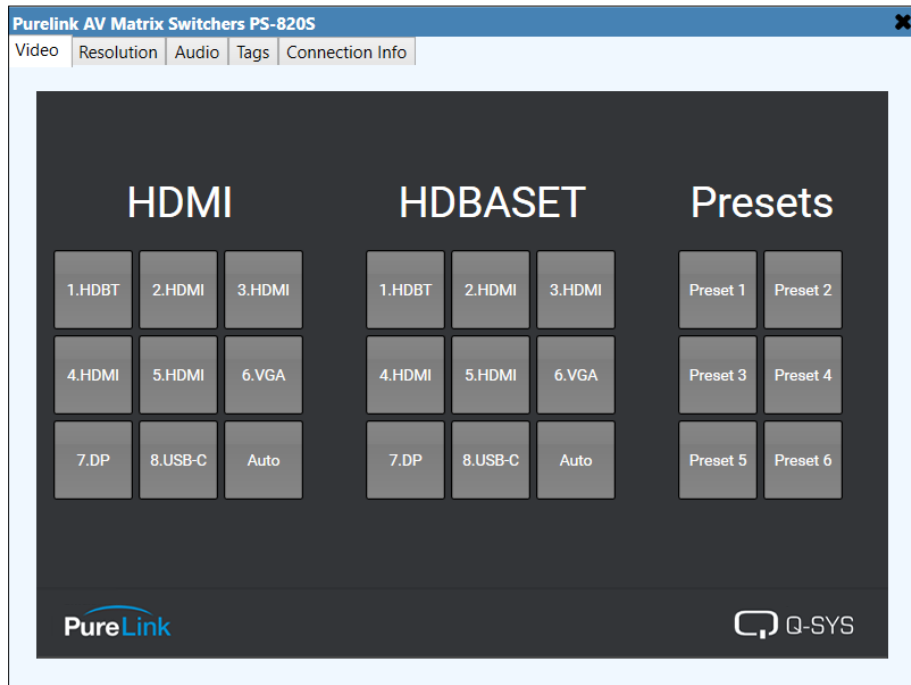 Purelink AV Matrix Switchers PS-820S
Video Resolution Audio Tags Connection Info
HDMI HDBASET Presets
1.HDBT 2.HDMI 3.HDMI 1.HDBT 2.HDMI 3.HDMI Preset 1 Preset 2
4.HDMI 5.HDMI 6.VGA 4.HDMI 5.HDMI 6.VGA Preset 3 Preset 4
7.DP 8.USB-C Auto 7.DP 8.USB-C Auto Preset 5 Preset 6
PureLink Q-SYS